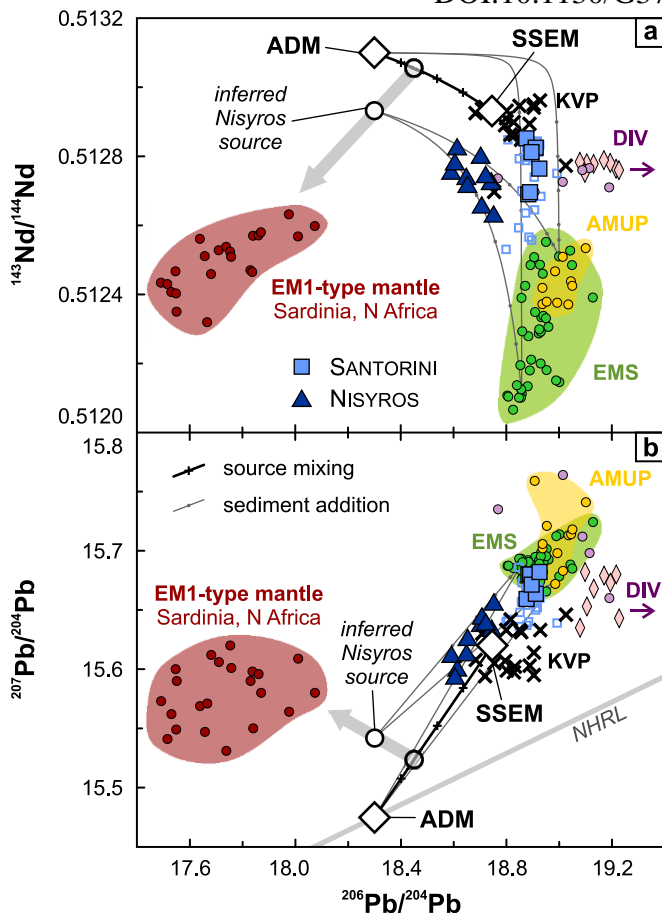 0.5132
a
ADM
SSEM
inferred
Nisyros
source
KVP
DIV
0.5128
143Nd/144Nd
AMUP
EM1-type mantle
Sardinia, N Africa
0.5124
SANTORINI
NISYROS
EMS
0.5120
15.8
b
source mixing
sediment addition
AMUP
EMS
15.7
EM1-type mantle
Sardinia, N Africa
DIV
inferred
Nisyros
source
207Pb/204Pb
KVP
15.6
SSEM
NHRL
15.5
ADM
17.6 18.0 18.4 18.8 19.2
206Pb/204Pb